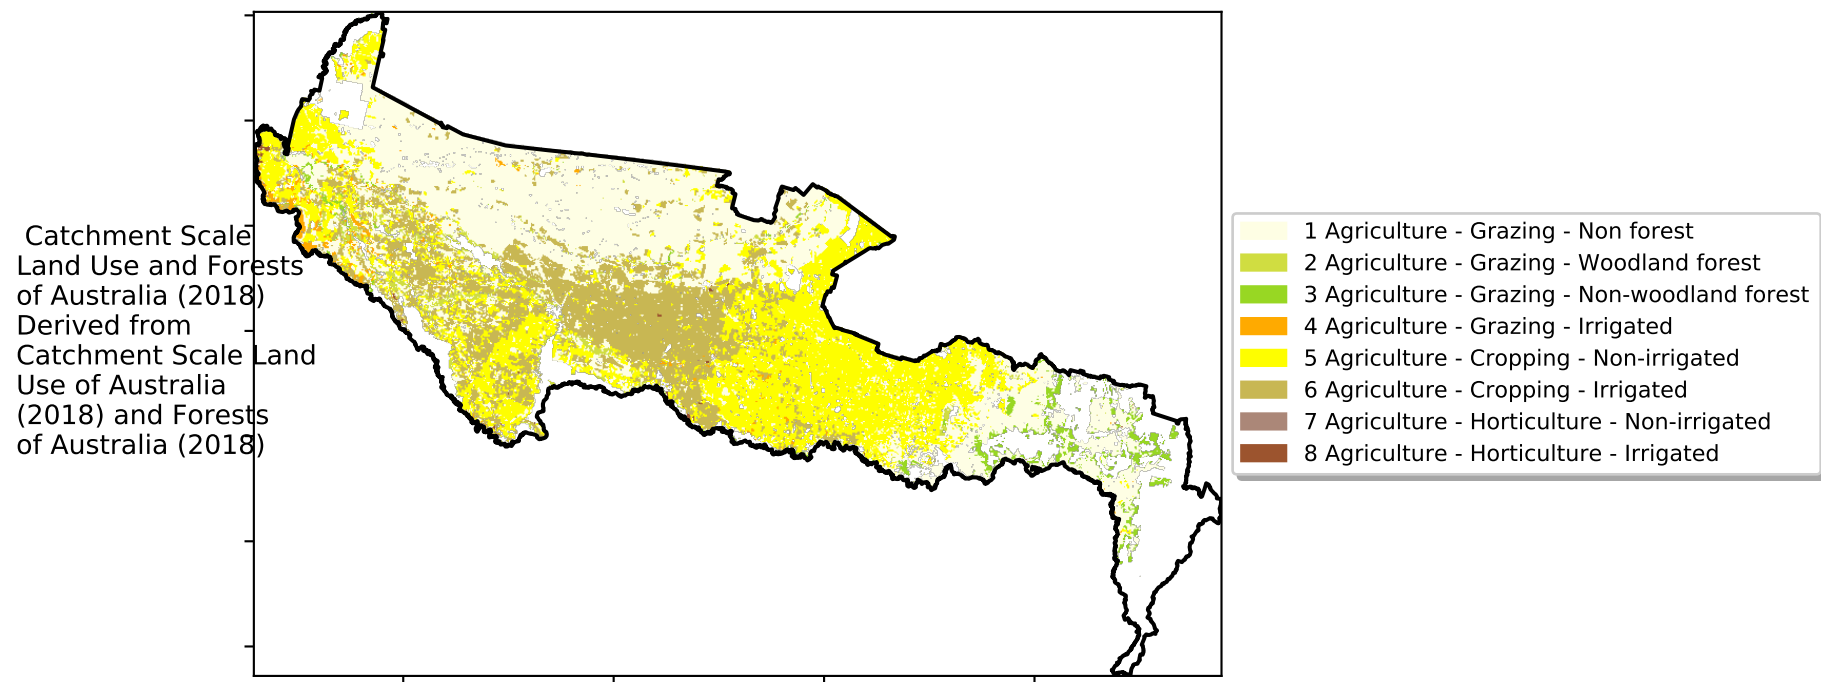 Catchment Scale
Land Use and Forests
of Australia (2018)
Derived from
Catchment Scale Land
Use of Australia
(2018) and Forests
of Australia (2018)
1 Agriculture - Grazing - Non forest
2 Agriculture - Grazing - Woodland forest
3 Agriculture - Grazing - Non-woodland forest
4 Agriculture - Grazing - Irrigated
5 Agriculture - Cropping - Non-irrigated
6 Agriculture - Cropping - Irrigated
7 Agriculture - Horticulture - Non-irrigated
8 Agriculture - Horticulture - Irrigated